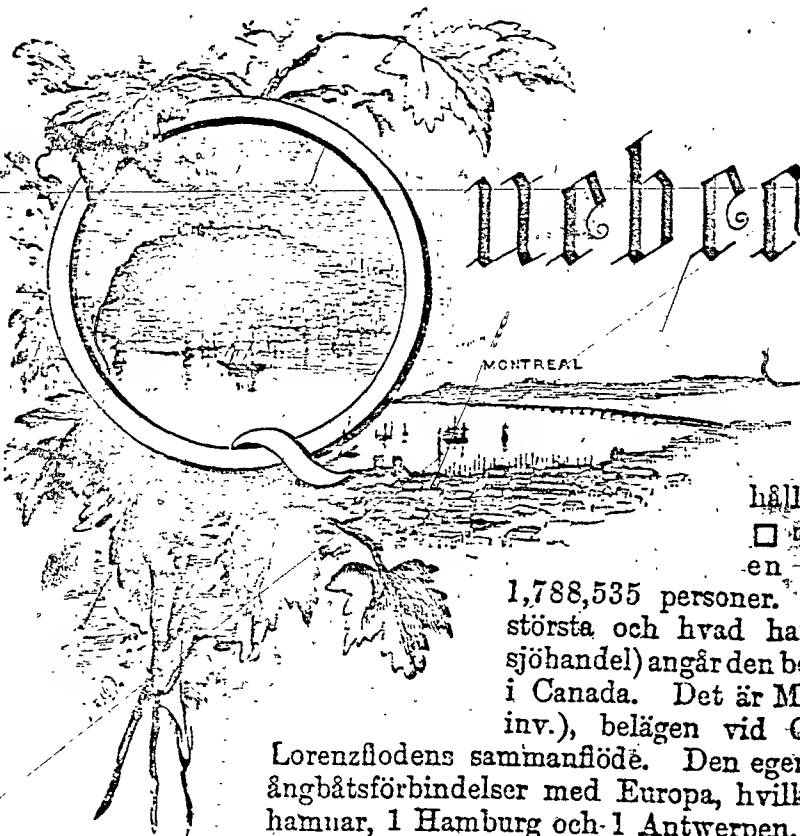 Quebec
MONTREAL
håll
en
1,788,535 personer.
största och hvad ha
sjöhandel) angår den be
i Canada. Det är M
inv.), belägen vid
Lorenzflodens sammanflöde. Den eger
ångbåtsförbindelser med Europa, hvilk
hamnar, 1 Hamburg och 1 Antwerpen.